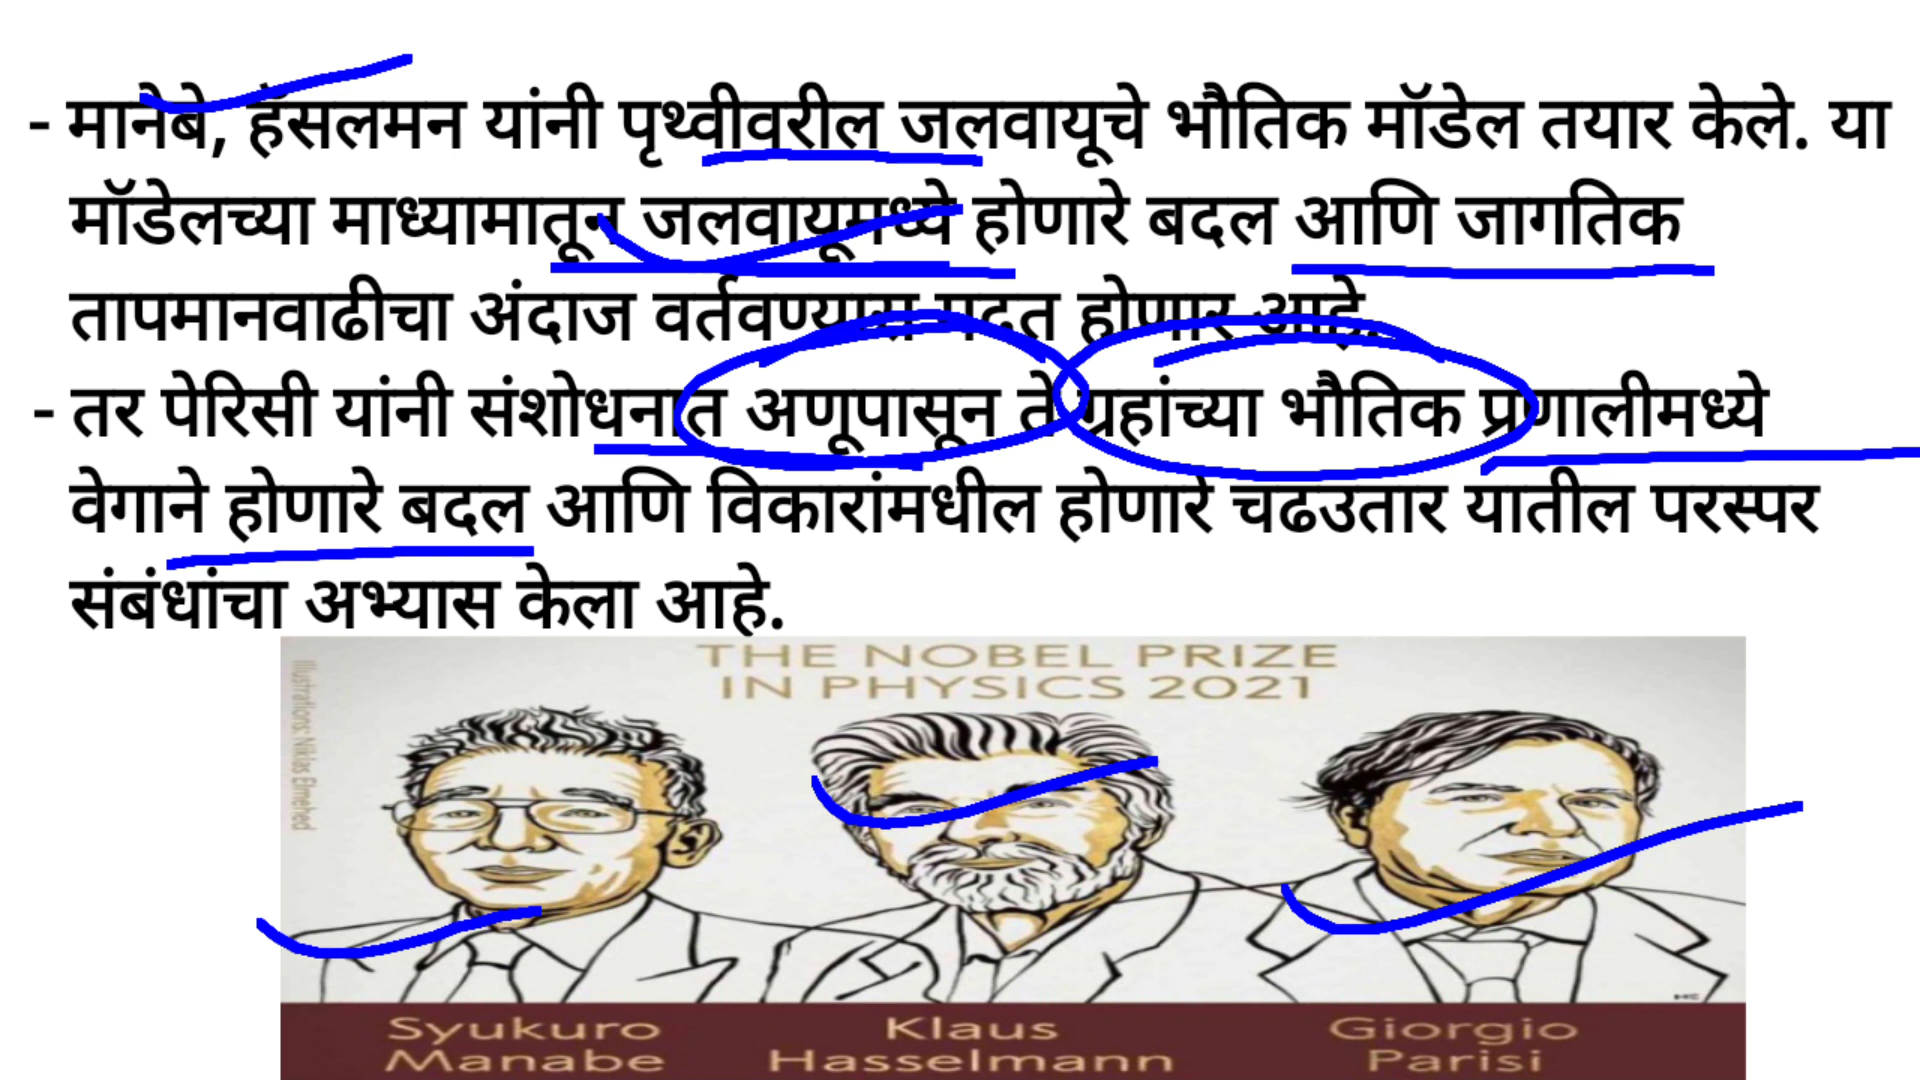 - मानेबे, हॅसलमन यांनी पृथ्वीवरील जलवायूचे भौतिक मॉडेल तयार केले. या
मॉडेलच्या माध्यामातून जलवायूमध्ये होणारे बदल आणि जागतिक
तापमानवाढीचा अंदाज वर्तवण्यास मदत होणार आहे.
- तर पेरिसी यांनी संशोधनात अणूपासून ते ग्रहांच्या भौतिक प्रणालीमध्ये
वेगाने होणारे बदल आणि विकारांमधील होणारे चढउतार यातील परस्पर
संबंधांचा अभ्यास केला आहे.
THE NOBEL PRIZE
IN PHYSICS 2021
Illustrations: Niklas Elmehed
Syukuro
Manabe
Klaus
Hasselmann
Giorgio
Parisi